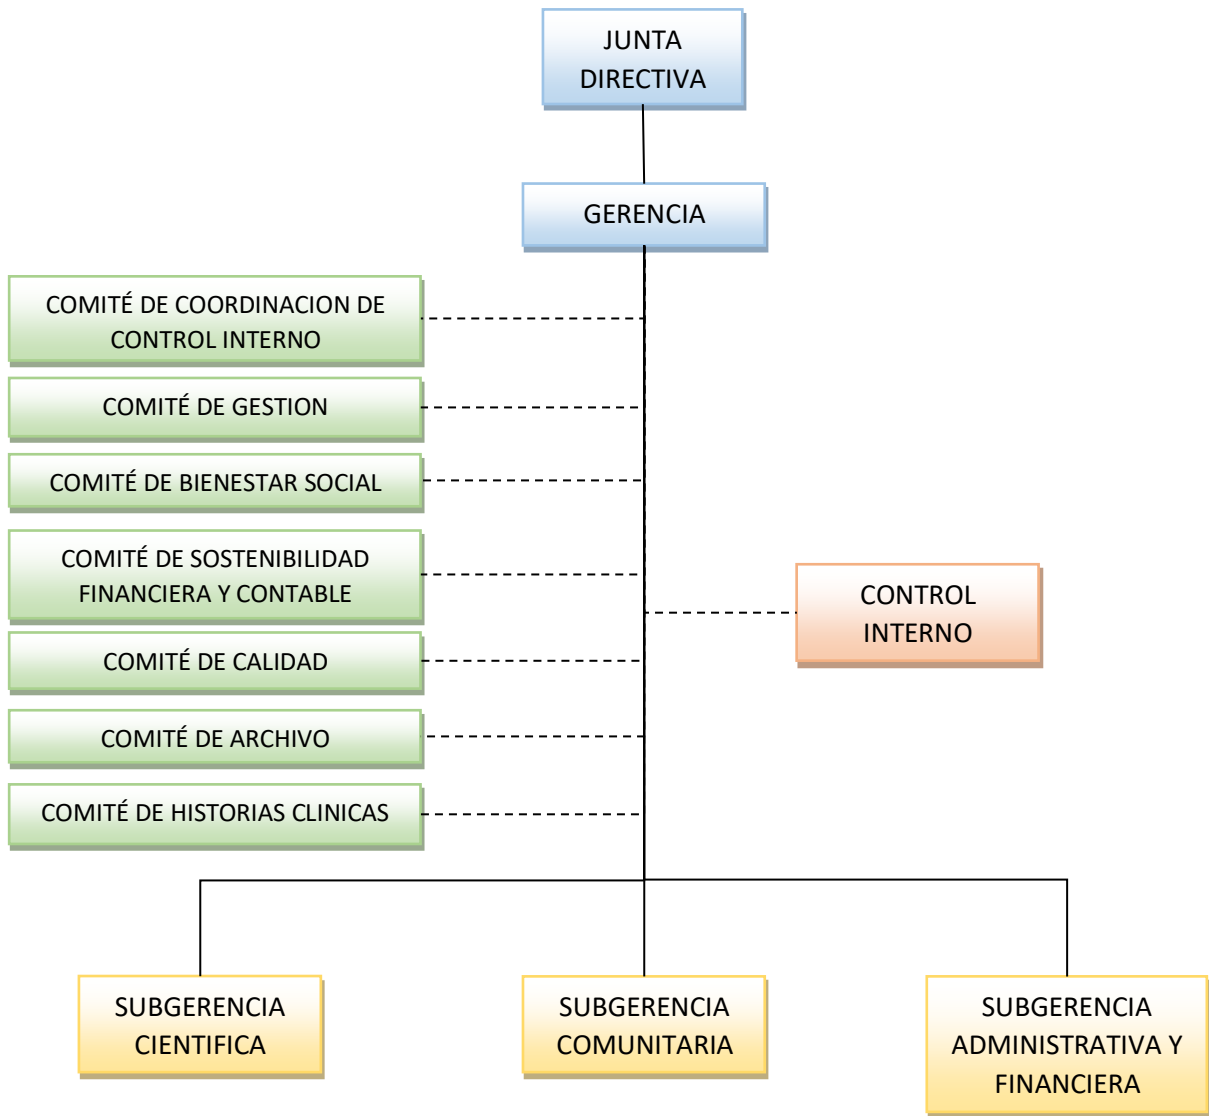 JUNTA
DIRECTIVA
GERENCIA
COMITÉ DE COORDINACION DE
CONTROL INTERNO
COMITÉ DE GESTION
COMITÉ DE BIENESTAR SOCIAL
COMITÉ DE SOSTENIBILIDAD
FINANCIERA Y CONTABLE
CONTROL
INTERNO
COMITÉ DE CALIDAD
COMITÉ DE ARCHIVO
COMITÉ DE HISTORIAS CLINICAS
SUBGERENCIA
CIENTIFICA
SUBGERENCIA
COMUNITARIA
SUBGERENCIA
ADMINISTRATIVA Y
FINANCIERA